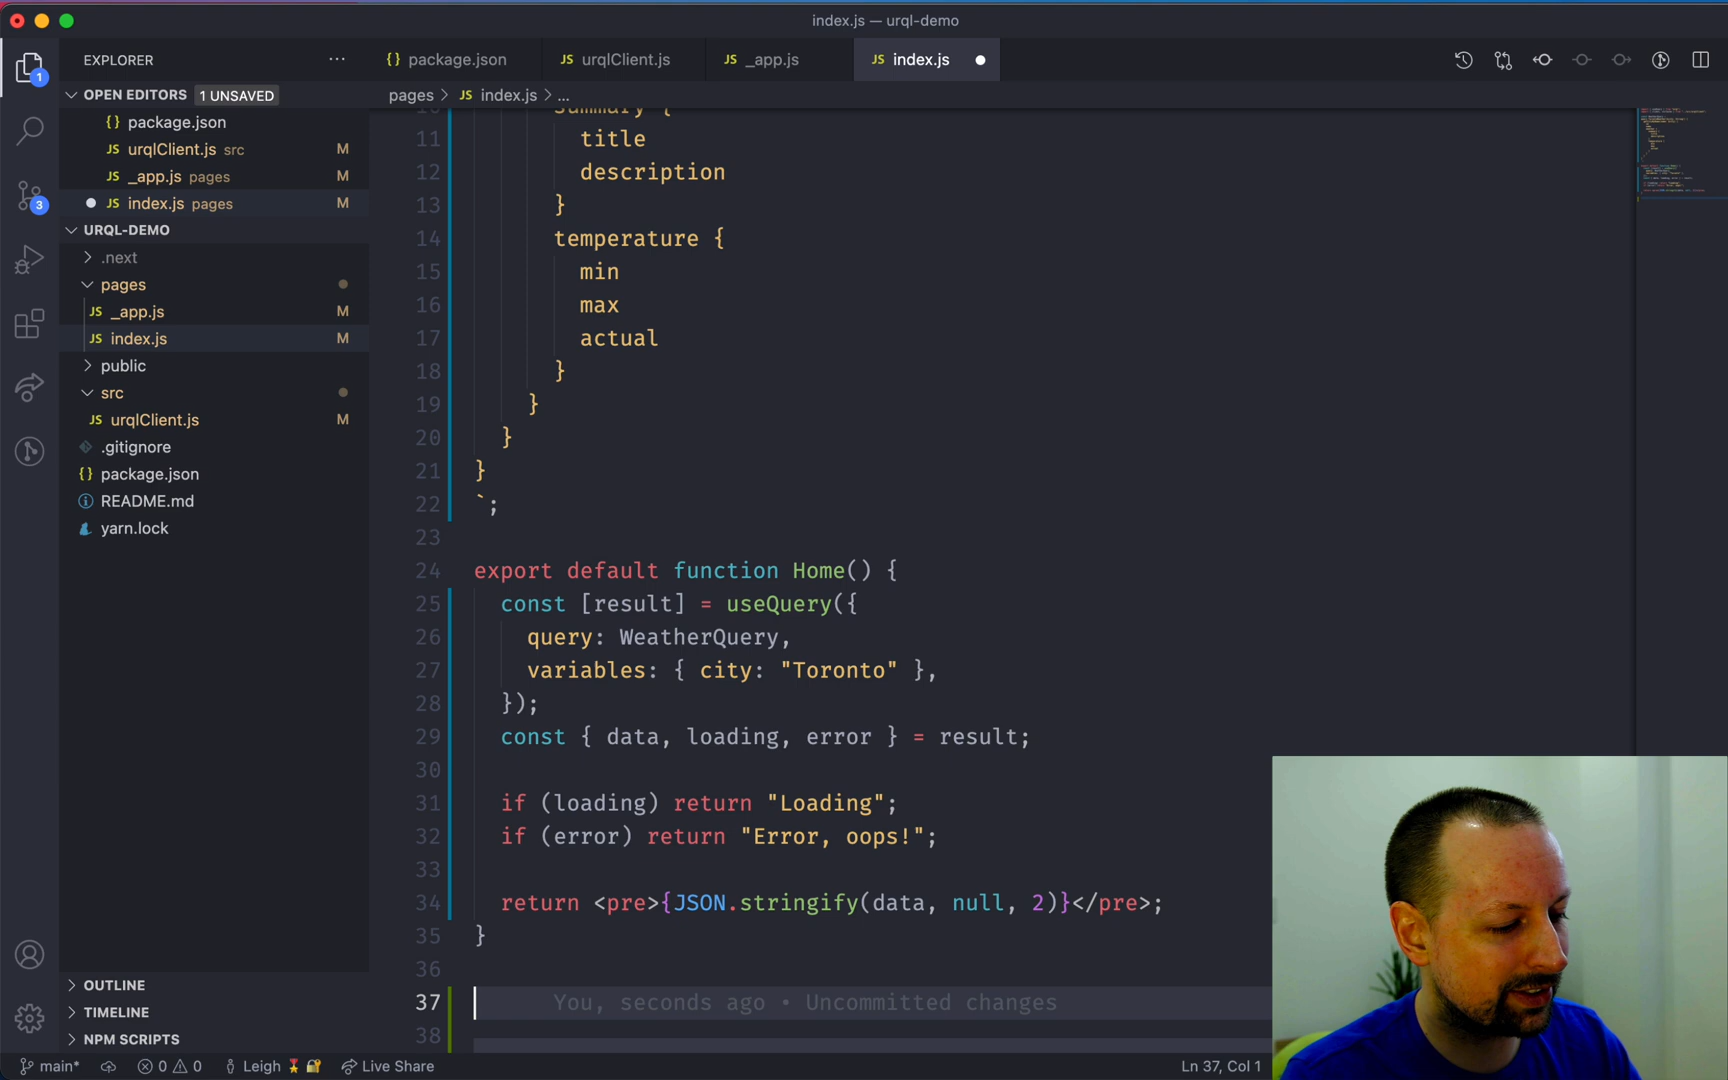 index.js — urql-demo
EXPLORER
package.json
JS urqlClient.js
JS _app.js
JS index.js
1
OPEN EDITORS 1 UNSAVED
pages > JS index.js > ...
{} package.json
JS urqlClient.js src M
JS _app.js pages M
JS index.js pages M
3
URQL-DEMO
.next
pages
JS _app.js M
JS index.js M
public
src
JS urqlClient.js M
.gitignore
{} package.json
README.md
yarn.lock
OUTLINE
TIMELINE
NPM SCRIPTS
10 summary {
11 title
12 description
13 }
14 temperature {
15 min
16 max
17 actual
18 }
19 }
20 }
21 }
22 `;
23
24 export default function Home() {
25 const [result] = useQuery({
26 query: WeatherQuery,
27 variables: { city: "Toronto" },
28 });
29 const { data, loading, error } = result;
30
31 if (loading) return "Loading";
32 if (error) return "Error, oops!";
33
34 return <pre>{JSON.stringify(data, null, 2)}</pre>;
35 }
36
37 You, seconds ago • Uncommitted changes
38
main* 0 0 Leigh Live Share Ln 37, Col 1